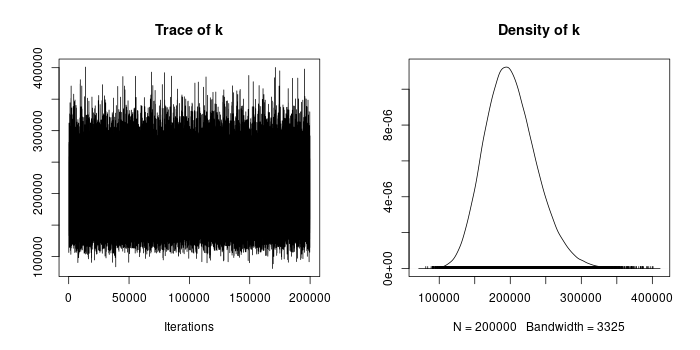 Trace of k
400000
300000
200000
100000
0 50000 100000 150000 200000
Iterations
Density of k
8e-06
4e-06
0e+00
100000 200000 300000 400000
N = 200000 Bandwidth = 3325